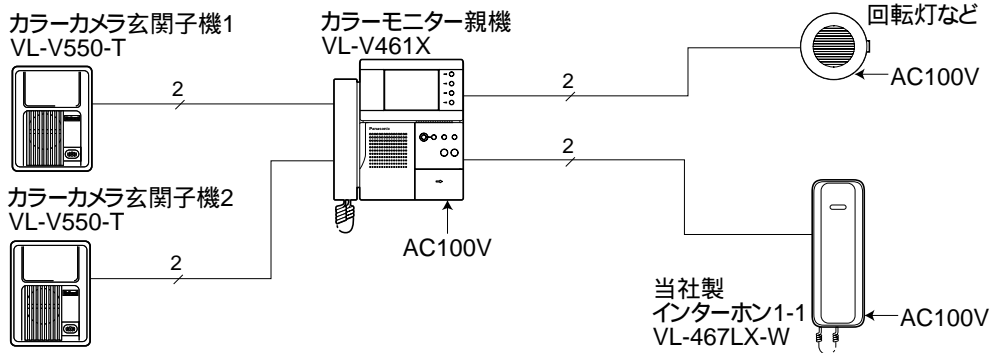 カラーカメラ玄関子機1
VL-V550-T
カラーモニター親機
VL-V461X
回転灯など
AC100V
2
2
Panasonic
2
カラーカメラ玄関子機2
VL-V550-T
AC100V
2
当社製
インターホン1-1
VL-467LX-W
AC100V